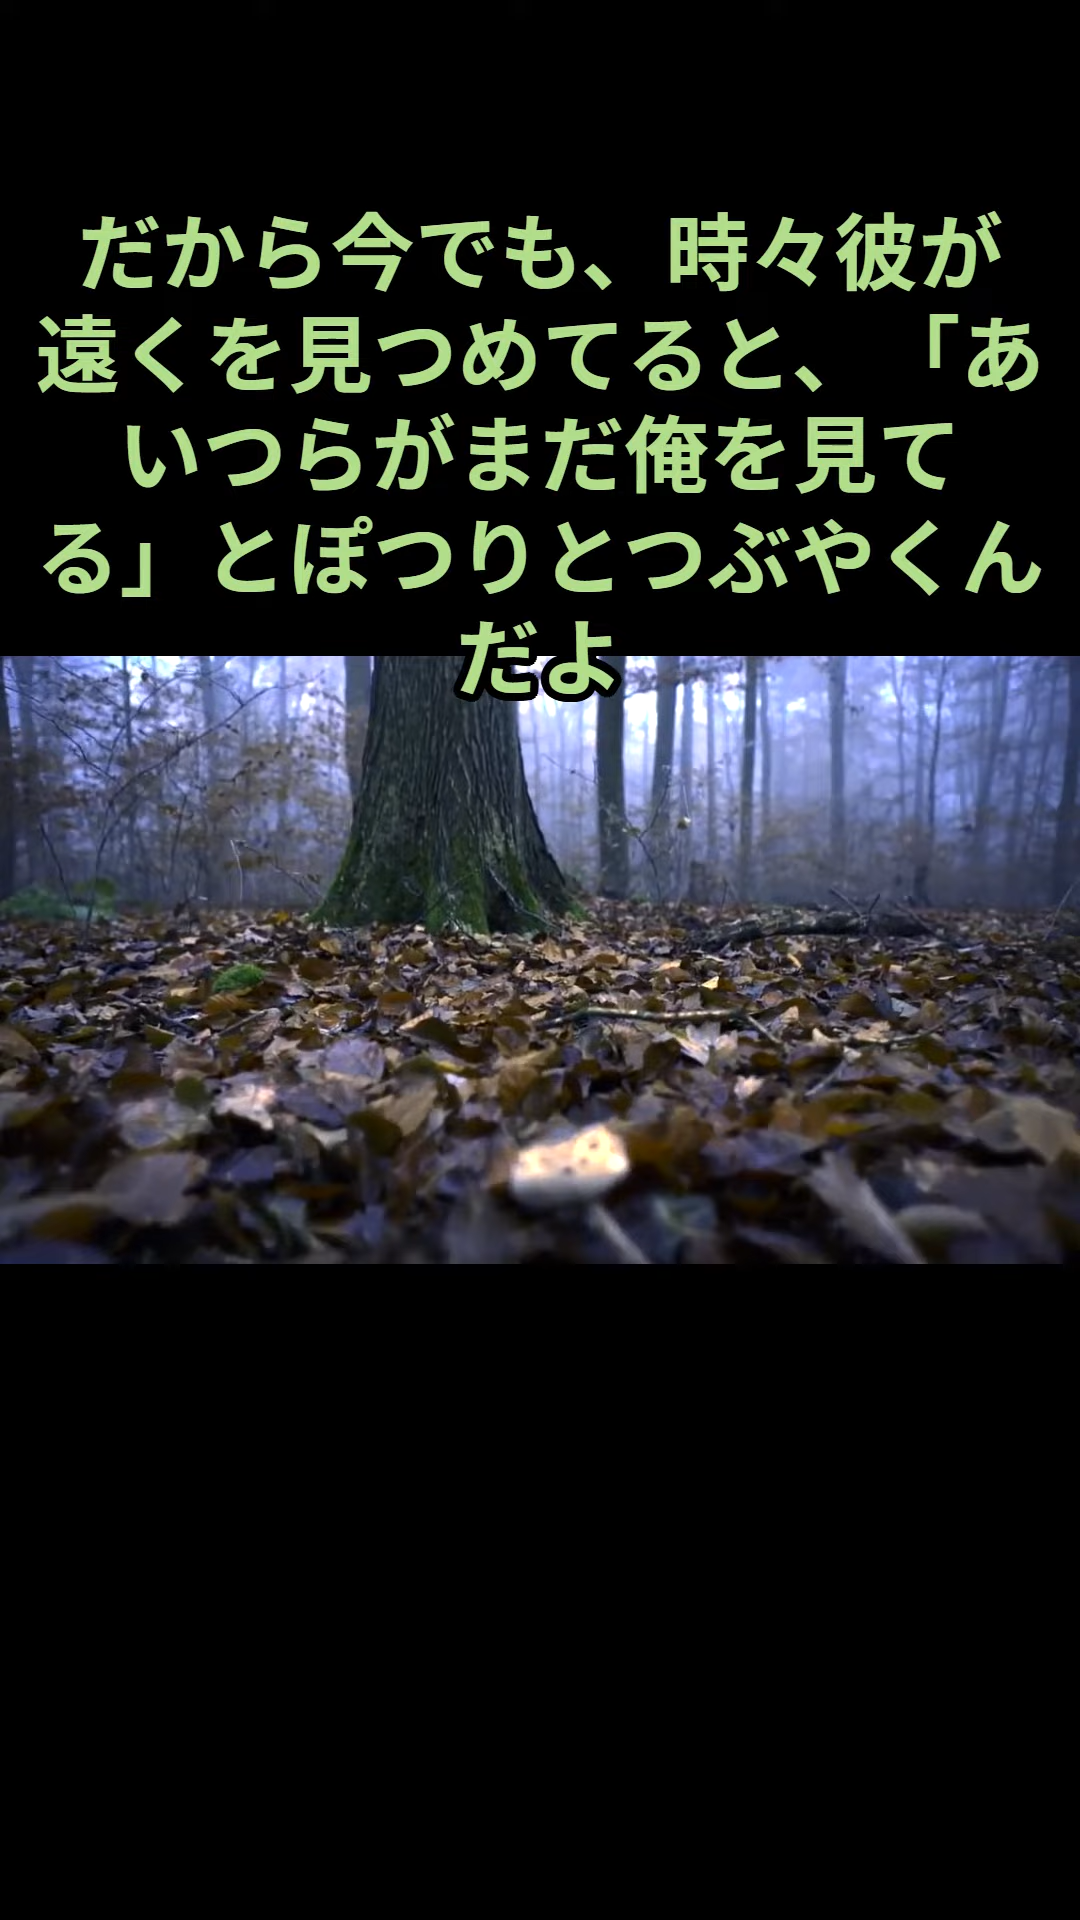 だから今でも、時々彼が
遠くを見つめてると、「あ
いつらがまだ俺を見て
る」とぽつりとつぶやくん
だよ